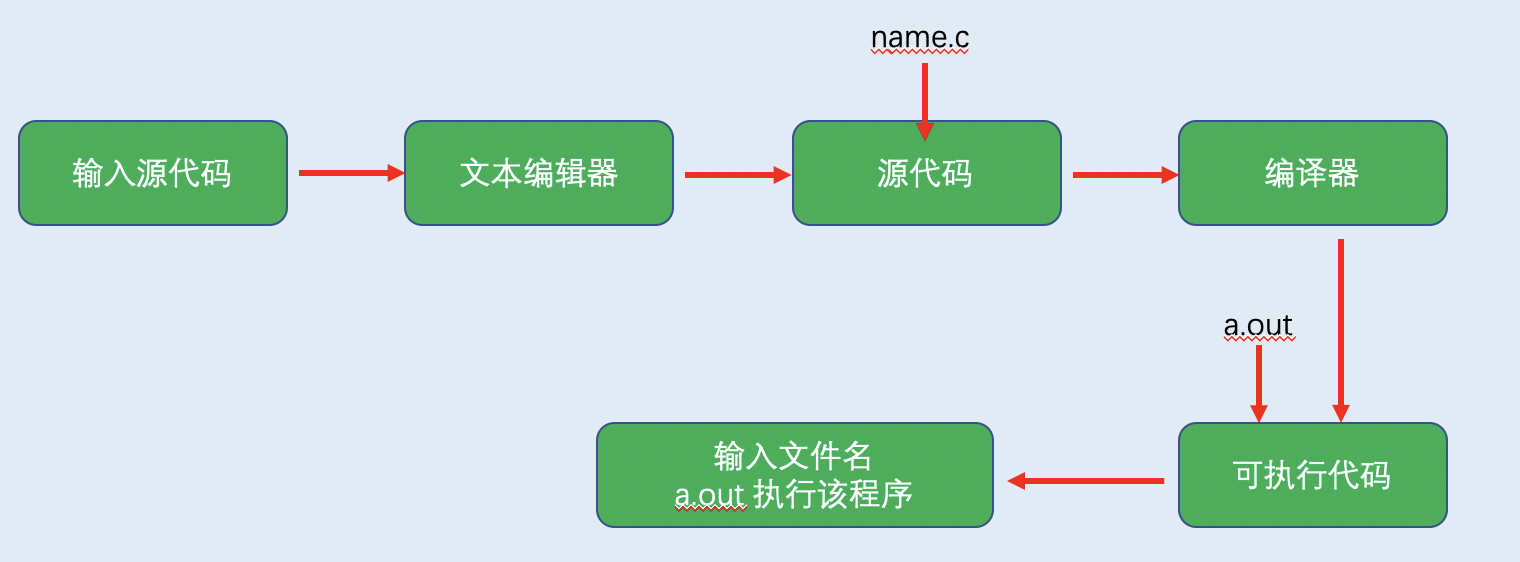 name.c
输入源代码
文本编辑器
源代码
编译器
a.out
输入文件名
a.out 执行该程序
可执行代码